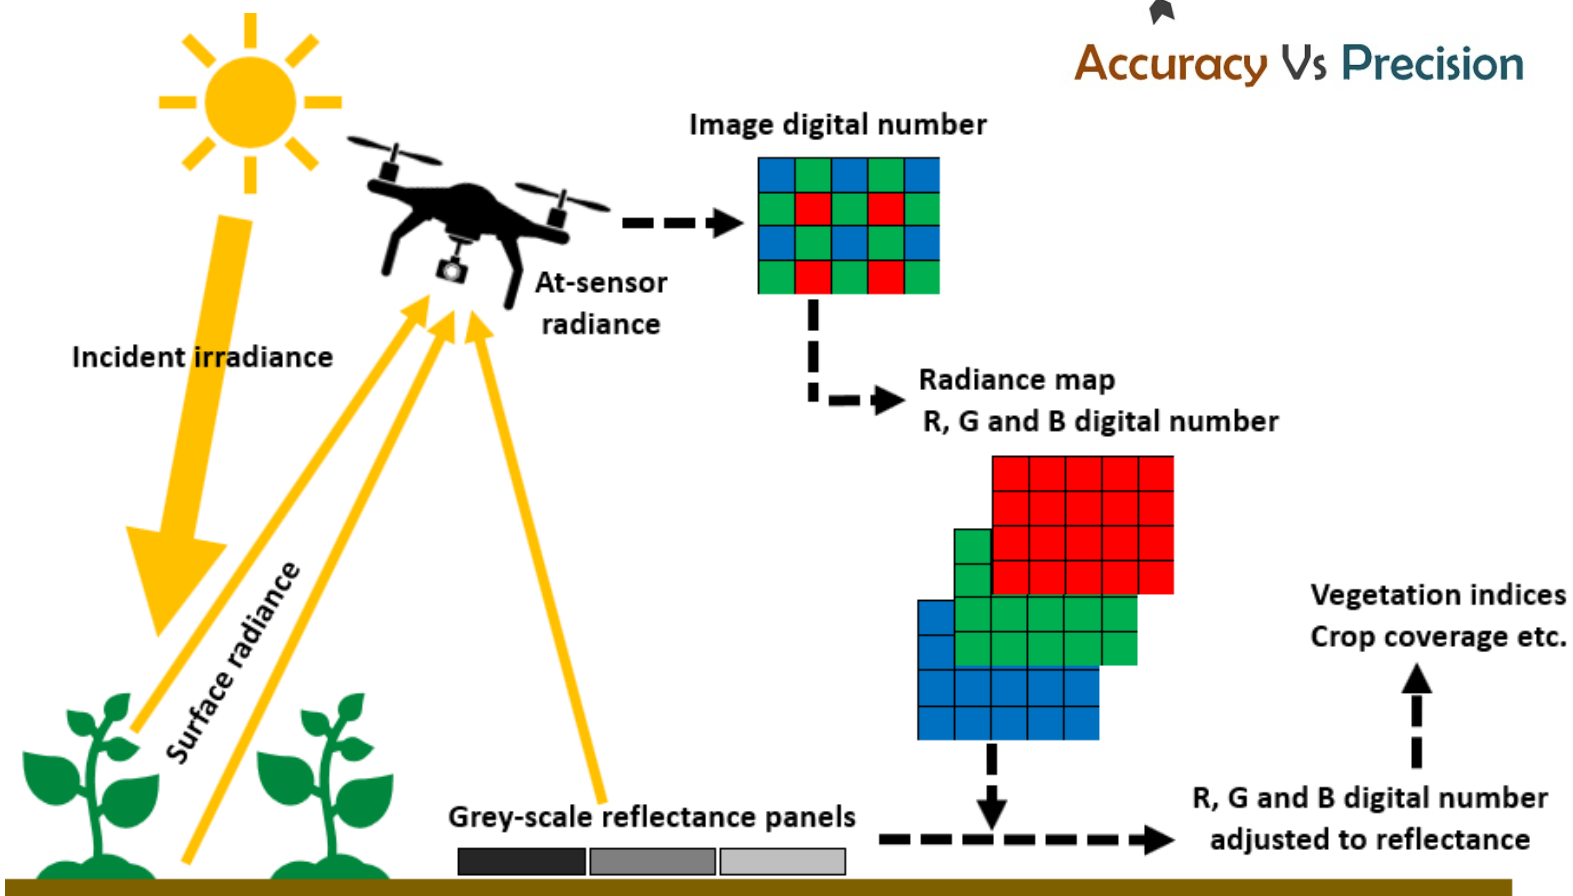 Accuracy Vs Precision
Image digital number
At-sensor
radiance
Incident irradiance
Radiance map
R, G and B digital number
Surface radiance
Vegetation indices
Crop coverage etc.
Grey-scale reflectance panels
R, G and B digital number
adjusted to reflectance